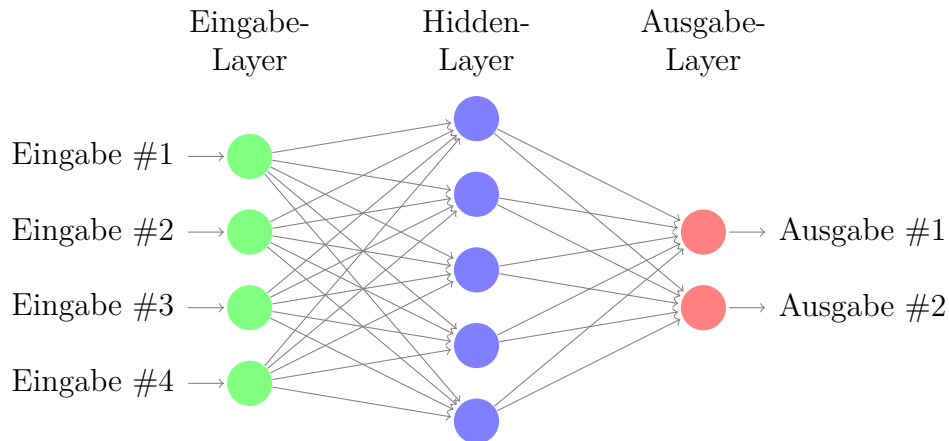 Eingabe-
Layer
Hidden-
Layer
Ausgabe-
Layer
Eingabe #1
Eingabe #2
Eingabe #3
Eingabe #4
Ausgabe #1
Ausgabe #2